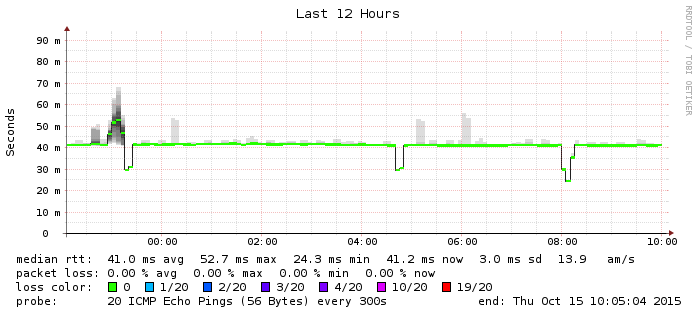 Last 12 Hours
RRDTOOL / TOBI OETIKER
Seconds
90 m
80 m
70 m
60 m
50 m
40 m
30 m
20 m
10 m
0
00:00 02:00 04:00 06:00 08:00 10:00
median rtt: 41.0 ms avg 52.7 ms max 24.3 ms min 41.2 ms now 3.0 ms sd 13.9 am/s
packet loss: 0.00 % avg 0.00 % max 0.00 % min 0.00 % now
loss color: 0 1/20 2/20 3/20 4/20 10/20 19/20
probe: 20 ICMP Echo Pings (56 Bytes) every 300s end: Thu Oct 15 10:05:04 2015